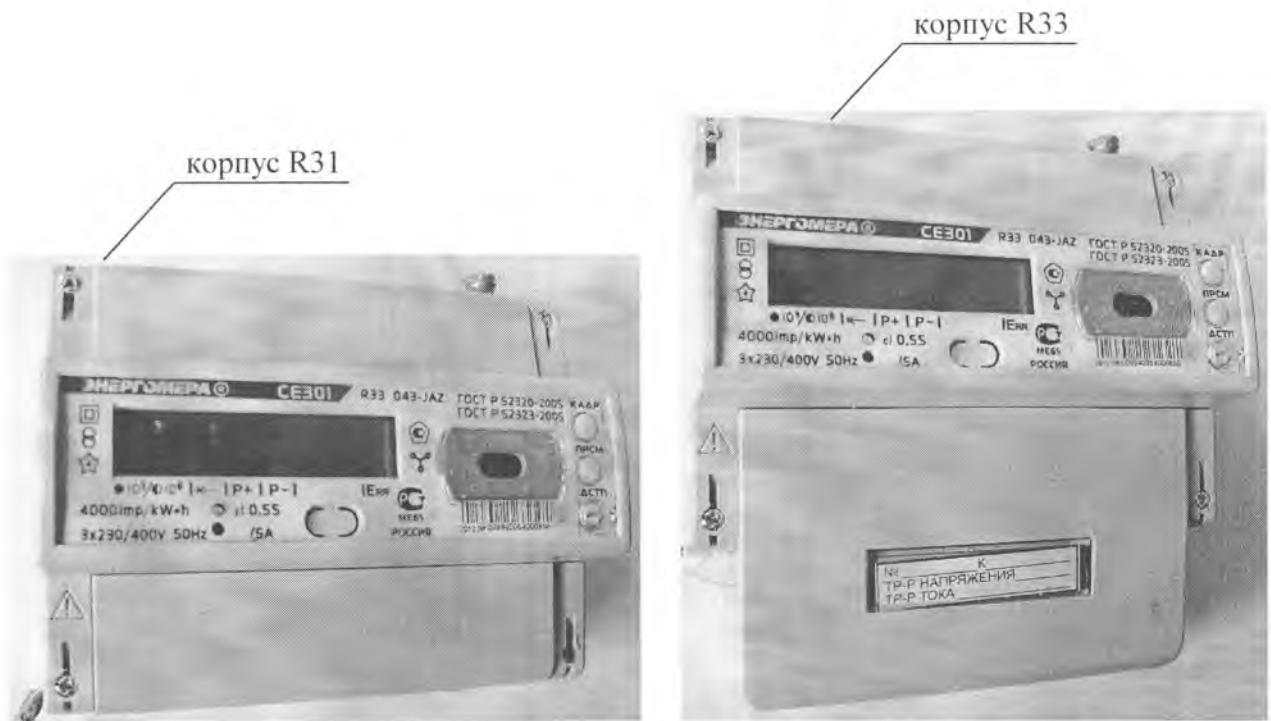 корпус R33
корпус R31
ЭНЕРГОМЕРА CE301 R33 043-JAZ ГОСТ Р 52320-2005 КАДР
ГОСТ Р 52323-2005
ПРСМ
IERR
4000imp/kW•h cl 0.5S
МЕ65
ДСТП
3x230/400V 50Hz /5A
РОССИЯ
№ К
ТР-Р НАПРЯЖЕНИЯ
ТР-Р ТОКА
ЭНЕРГОМЕРА CE301 R33 043-JAZ ГОСТ Р 52320-2005 КАДР
ГОСТ Р 52323-2005
ПРСМ
|P+|P-| IERR
4000imp/kW•h cl 0.5S
МЕ65
ДСТП
3x230/400V 50Hz /5A
РОССИЯ